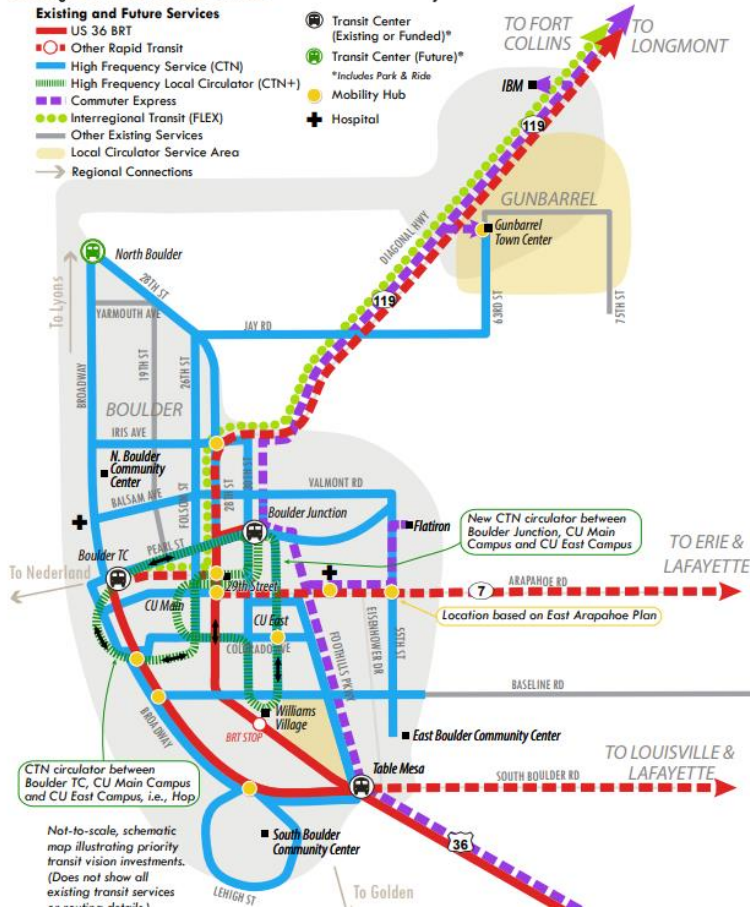 Existing and Future Services
US 36 BRT
Other Rapid Transit
High Frequency Service (CTN)
High Frequency Local Circulator (CTN+)
Commuter Express
Interregional Transit (FLEX)
Other Existing Services
Local Circulator Service Area
Regional Connections
Transit Center
(Existing or Funded)*
Transit Center (Future)*
*Includes Park & Ride
Mobility Hub
Hospital
TO FORT
COLLINS
TO
LONGMONT
IBM
119
GUNBARREL
Gunbarrel
Town Center
DIAGONAL HWY
119
63RD ST
75TH ST
North Boulder
28TH ST
To Lyons
YARMOUTH AVE
JAY RD
19TH ST
26TH ST
BROADWAY
BOULDER
IRIS AVE
N. Boulder
Community
Center
30TH ST
28TH ST
FOLSOM ST
BALSAM AVE
VALMONT RD
Boulder Junction
Flatiron
New CTN circulator between
Boulder Junction, CU Main
Campus and CU East Campus
PEARL ST
Boulder TC
TO ERIE &
LAFAYETTE
To Nederland
29th Street
ARAPAHOE RD
7
CU Main
CU East
Location based on East Arapahoe Plan
COLORADO AVE
FOOTHILLS PKWY
EISENHOWER DR
55TH ST
BASELINE RD
BROADWAY
Williams
Village
BRT STOP
East Boulder Community Center
CTN circulator between
Boulder TC, CU Main Campus
and CU East Campus, i.e., Hop
Table Mesa
TO LOUISVILLE &
LAFAYETTE
SOUTH BOULDER RD
36
Not-to-scale, schematic
map illustrating priority
transit vision investments.
(Does not show all
existing transit services
or routing details.)
South Boulder
Community Center
LEHIGH ST
To Golden